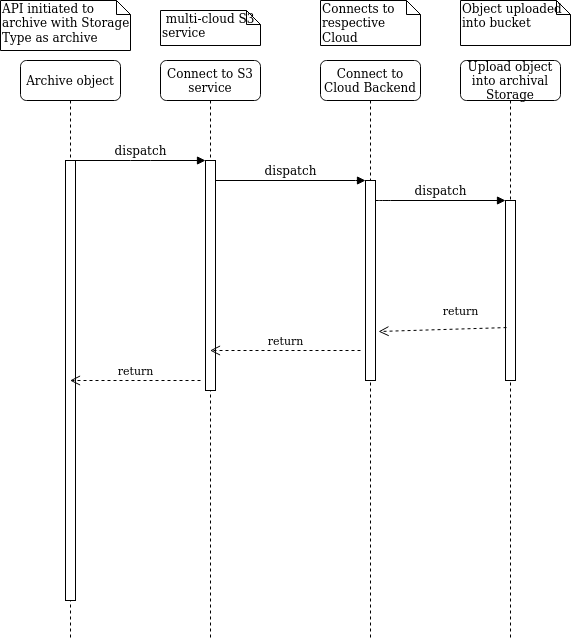 API initiated to
archive with Storage
Type as archive
multi-cloud S3
service
Connects to
respective
Cloud
Object uploaded
into bucket
Archive object
Connect to S3
service
Connect to
Cloud Backend
Upload object
into archival
Storage
dispatch
dispatch
dispatch
return
return
return